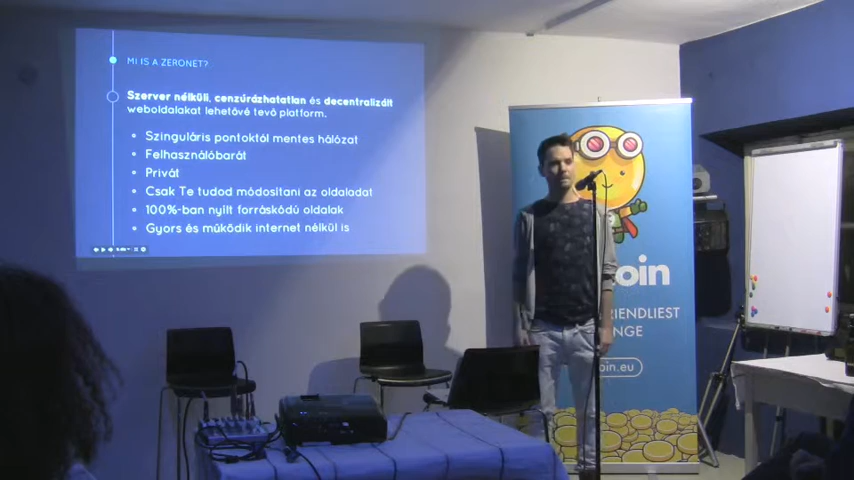 MI IS A ZERONET?
Szerver nélküli, cenzúrázhatatlan és decentralizált
weboldalakat lehetővé tevő platform.
Szinguláris pontoktól mentes hálózat
Felhasználóbarát
Privát
Csak Te tudod módosítani az oldaladat
100%-ban nyílt forráskódú oldalak
Gyors és működik internet nélkül is
oin
RIENDLIEST
NGE
oin.eu